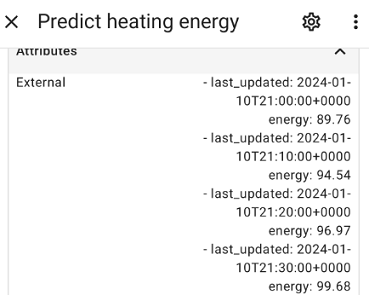 Predict heating energy
Attributes
External
- last_updated: 2024-01-
10T21:00:00+0000
energy: 89.76
- last_updated: 2024-01-
10T21:10:00+0000
energy: 94.54
- last_updated: 2024-01-
10T21:20:00+0000
energy: 96.97
- last_updated: 2024-01-
10T21:30:00+0000
energy: 99.68